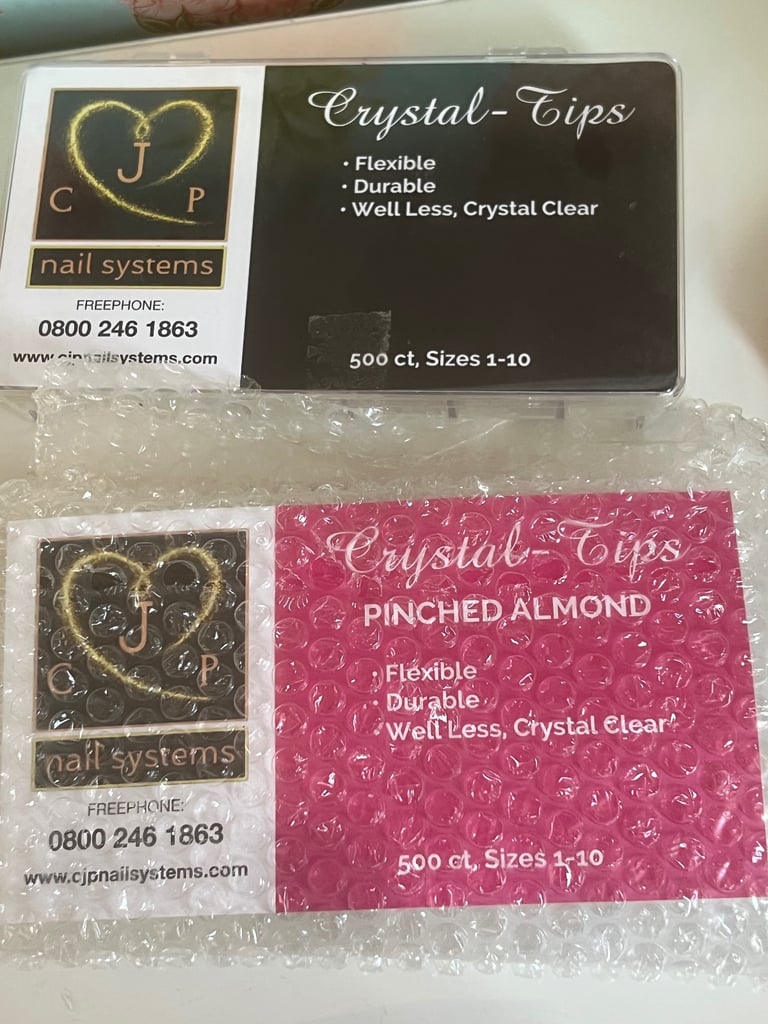 Crystal-Tips
• Flexible
• Durable
• Well Less, Crystal Clear
500 ct, Sizes 1-10
J
C P
nail systems
FREEPHONE:
0800 246 1863
www.cjpnailsystems.com
Crystal-Tips
PINCHED ALMOND
• Flexible
• Durable
• Well Less, Crystal Clear
500 ct, Sizes 1-10
J
C P
nail systems
FREEPHONE:
0800 246 1863
www.cjpnailsystems.com